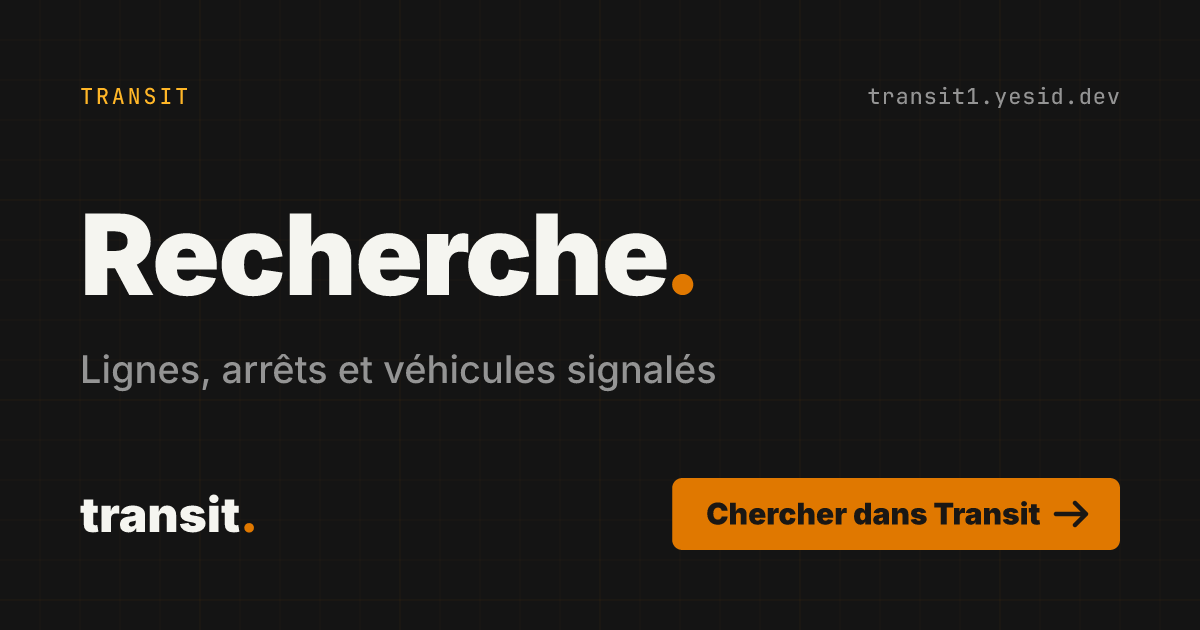 TRANSIT
transit1.yesid.dev
Recherche.
Lignes, arrêts et véhicules signalés
transit.
Chercher dans Transit →